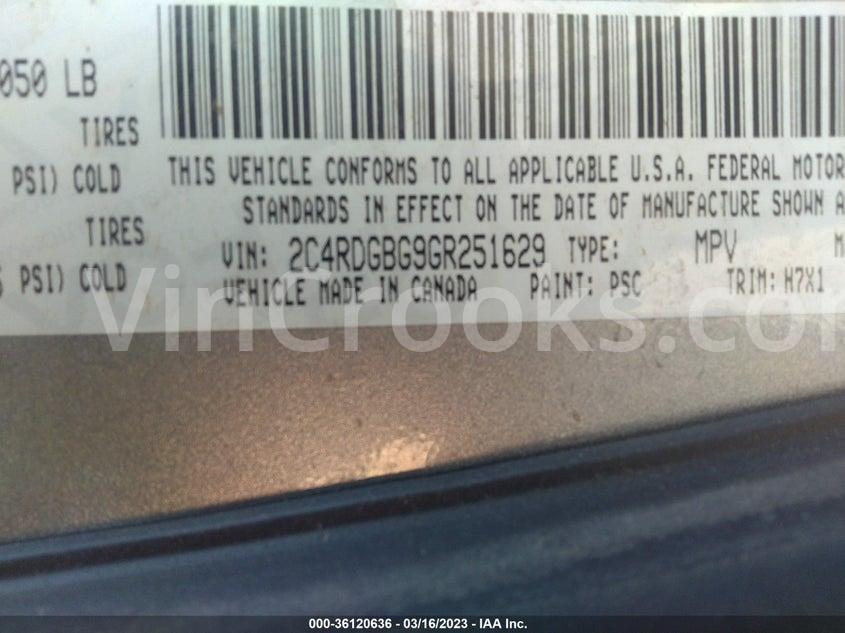 050 LB
TIRES
PSI) COLD
TIRES
PSI) COLD
THIS VEHICLE CONFORMS TO ALL APPLICABLE U.S.A. FEDERAL MOTOR
STANDARDS IN EFFECT ON THE DATE OF MANUFACTURE SHOWN A
VIN: 2C4RDGBG9GR251629 TYPE: MPV M
VEHICLE MADE IN CANADA PAINT: PSC TRIM: H7X1
VinCrooks.com
000-36120636 - 03/16/2023 - IAA Inc.